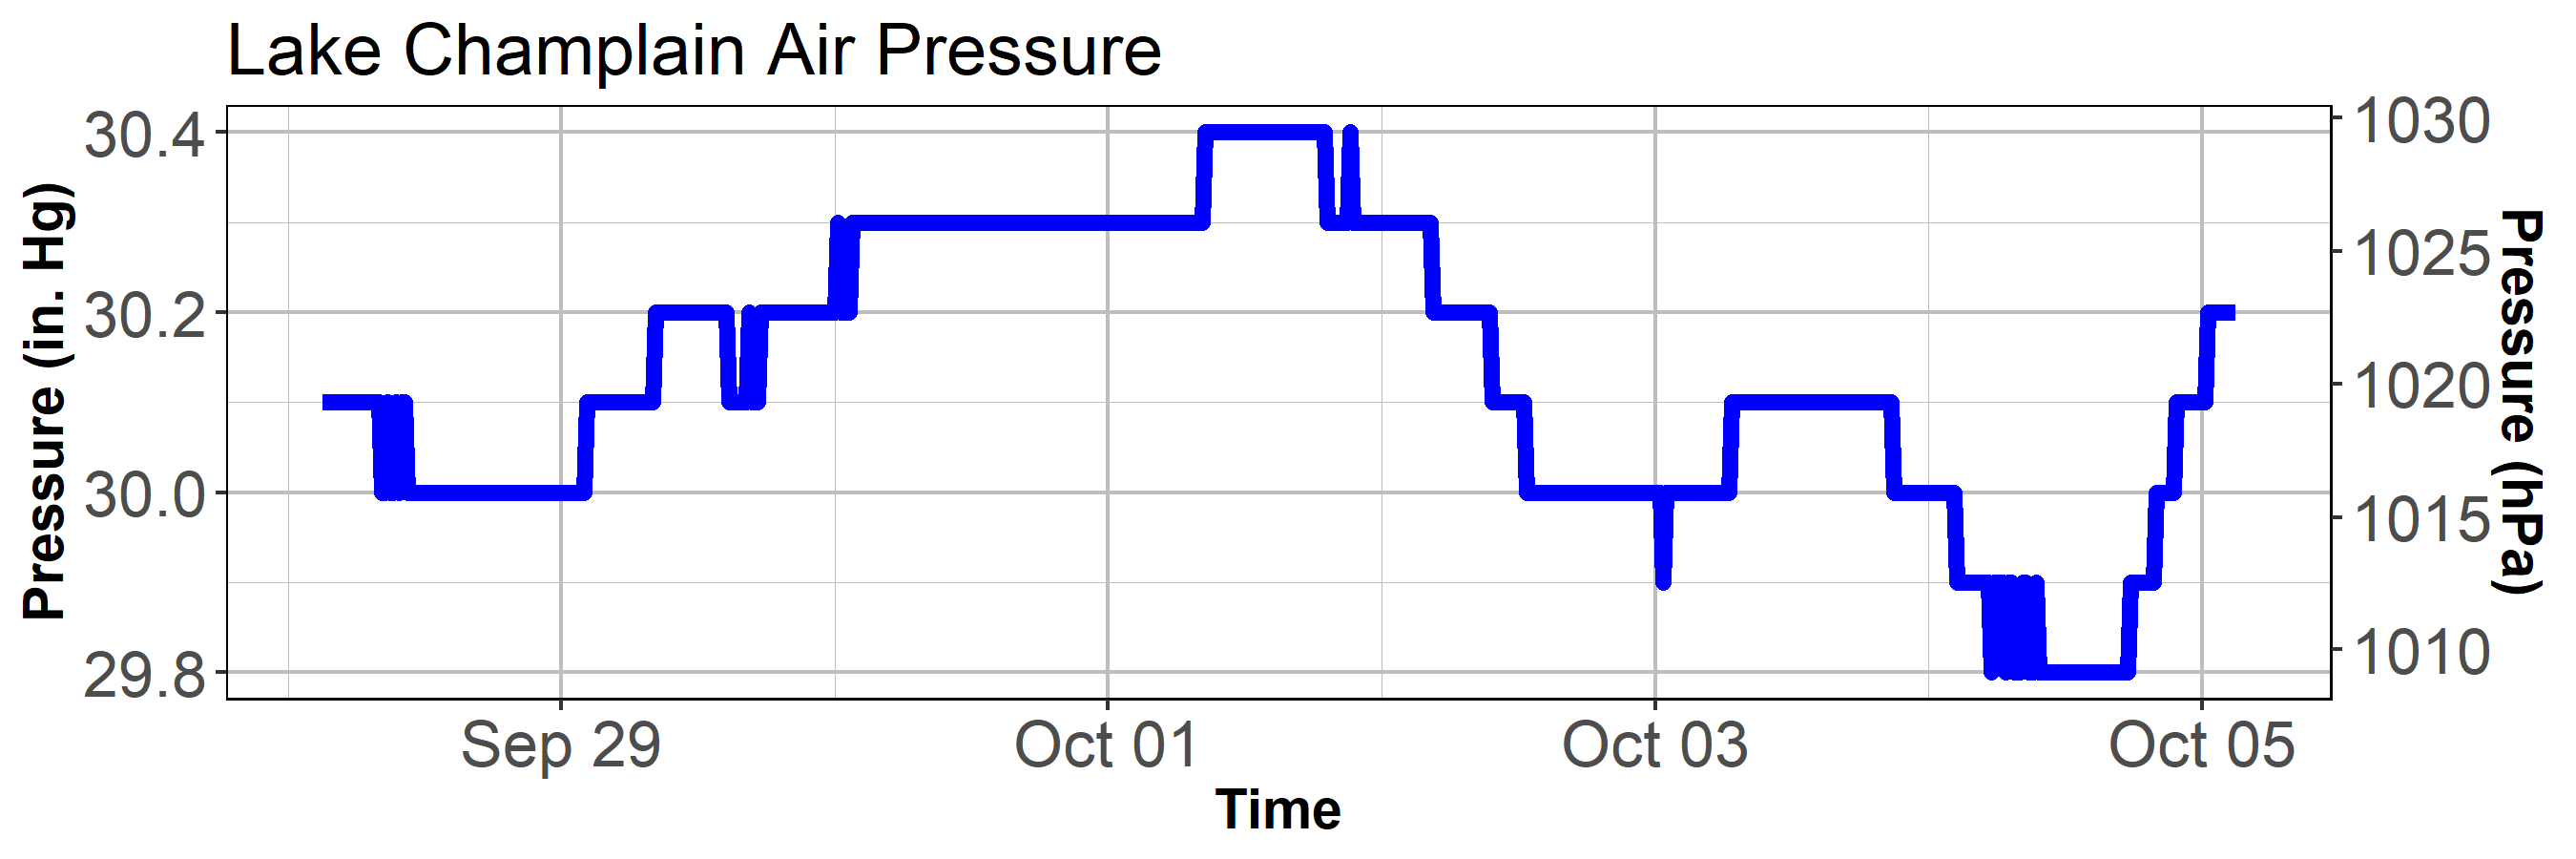 Lake Champlain Air Pressure
Pressure (in. Hg)
30.4
30.2
30.0
29.8
1030
1025
1020
1015
1010
Pressure (hPa)
Sep 29 Oct 01 Oct 03 Oct 05
Time